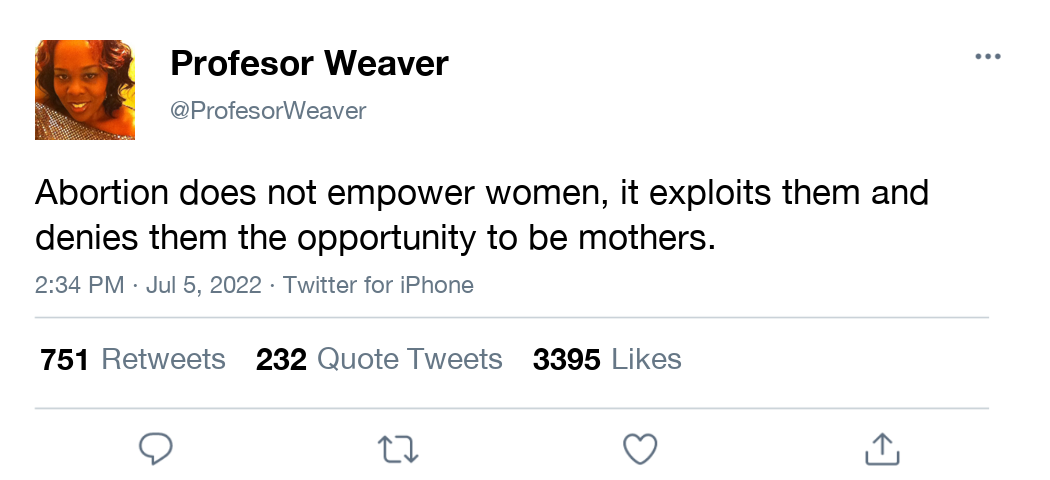 Profesor Weaver
@ProfesorWeaver
Abortion does not empower women, it exploits them and
denies them the opportunity to be mothers.
2:34 PM · Jul 5, 2022 · Twitter for iPhone
751 Retweets 232 Quote Tweets 3395 Likes